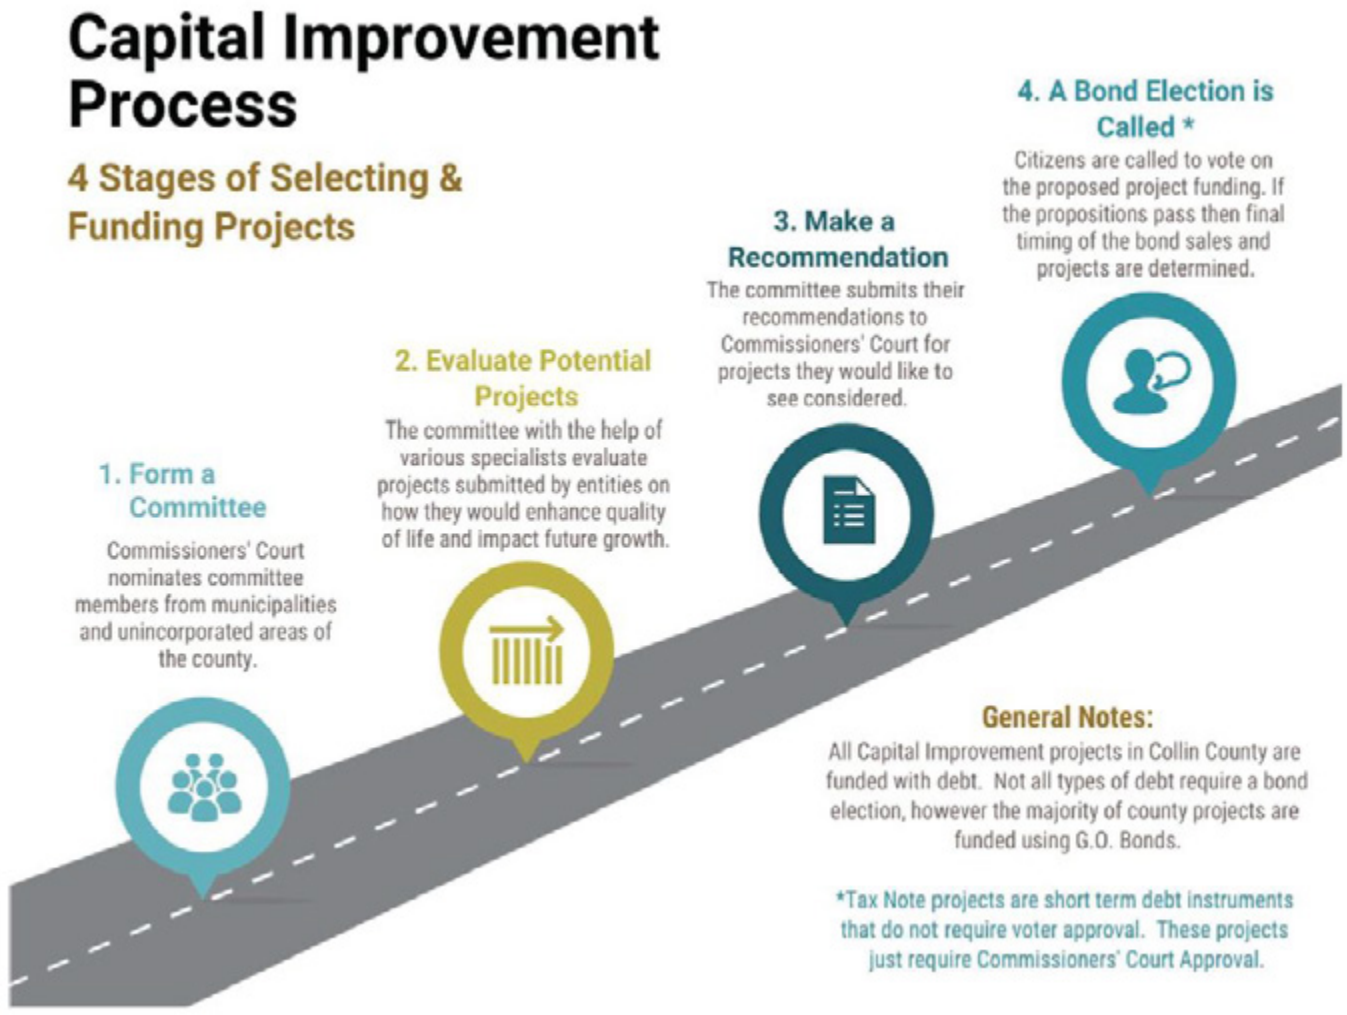 Capital Improvement
Process
4 Stages of Selecting &
Funding Projects
1. Form a
Committee
Commissioners' Court
nominates committee
members from municipalities
and unincorporated areas of
the county.
2. Evaluate Potential
Projects
The committee with the help of
various specialists evaluate
projects submitted by entities on
how they would enhance quality
of life and impact future growth.
3. Make a
Recommendation
The committee submits their
recommendations to
Commissioners' Court for
projects they would like to
see considered.
4. A Bond Election is
Called *
Citizens are called to vote on
the proposed project funding. If
the propositions pass then final
timing of the bond sales and
projects are determined.
General Notes:
All Capital Improvement projects in Collin County are
funded with debt. Not all types of debt require a bond
election, however the majority of county projects are
funded using G.O. Bonds.
*Tax Note projects are short term debt instruments
that do not require voter approval. These projects
just require Commissioners' Court Approval.